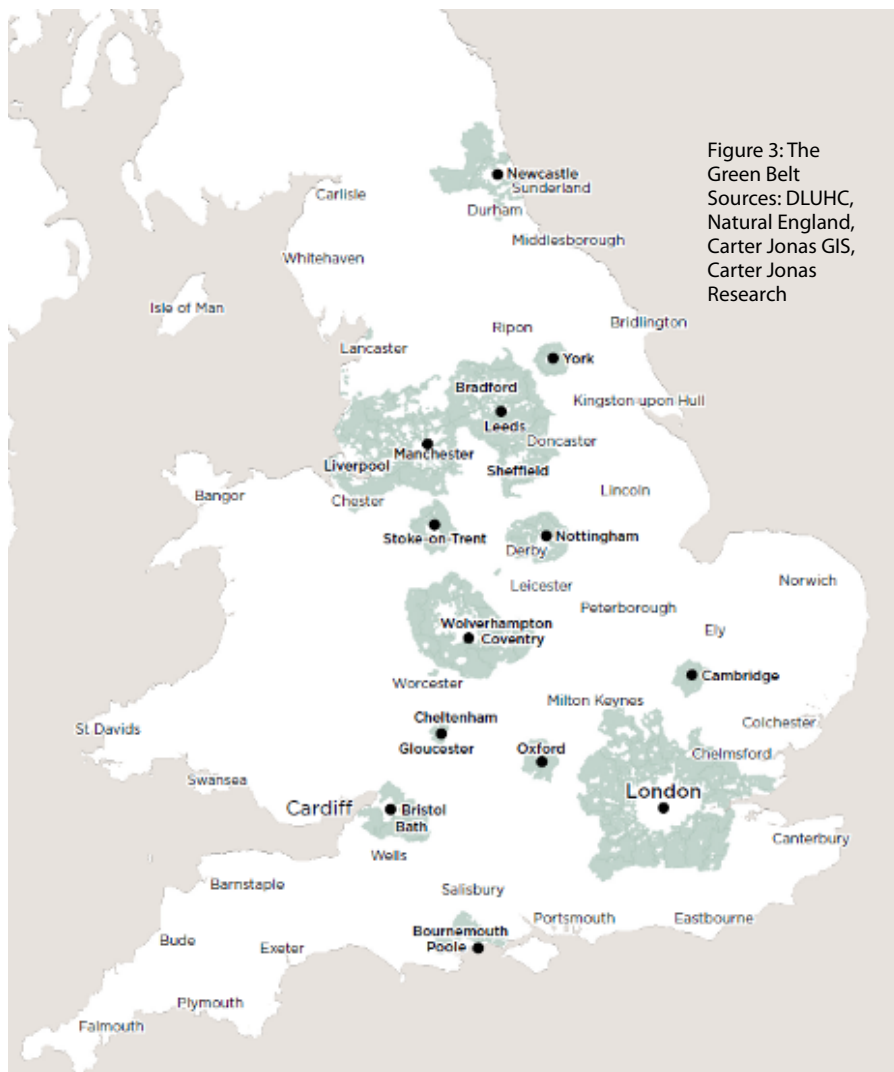 Figure 3: The
Green Belt
Sources: DLUHC,
Natural England,
Carter Jonas GIS,
Carter Jonas
Research
Newcastle
Sunderland
Carlisle
Durham
Middlesborough
Whitehaven
Isle of Man
Ripon
Bridlington
Lancaster
York
Bradford
Kingston upon Hull
Leeds
Doncaster
Manchester
Liverpool
Sheffield
Lincoln
Bangor
Chester
Stoke-on-Trent
Nottingham
Derby
Leicester
Norwich
Peterborough
Wolverhampton
Ely
Coventry
Cambridge
Worcester
Milton Keynes
Cheltenham
Colchester
St Davids
Gloucester
Oxford
Chelmsford
Swansea
London
Cardiff
Bristol
Bath
Canterbury
Wells
Barnstaple
Salisbury
Portsmouth
Eastbourne
Bournemouth
Poole
Bude
Exeter
Plymouth
Falmouth